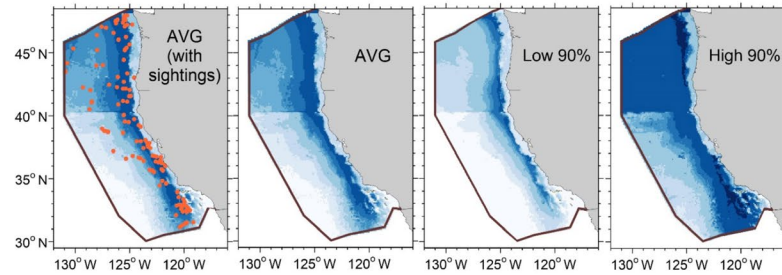 AVG
(with
sightings)
AVG
Low 90%
High 90%
45° N
40° N
35° N
30° N
130° W 125° W 120° W
130° W 125° W 120° W
130° W 125° W 120° W
130° W 125° W 120° W